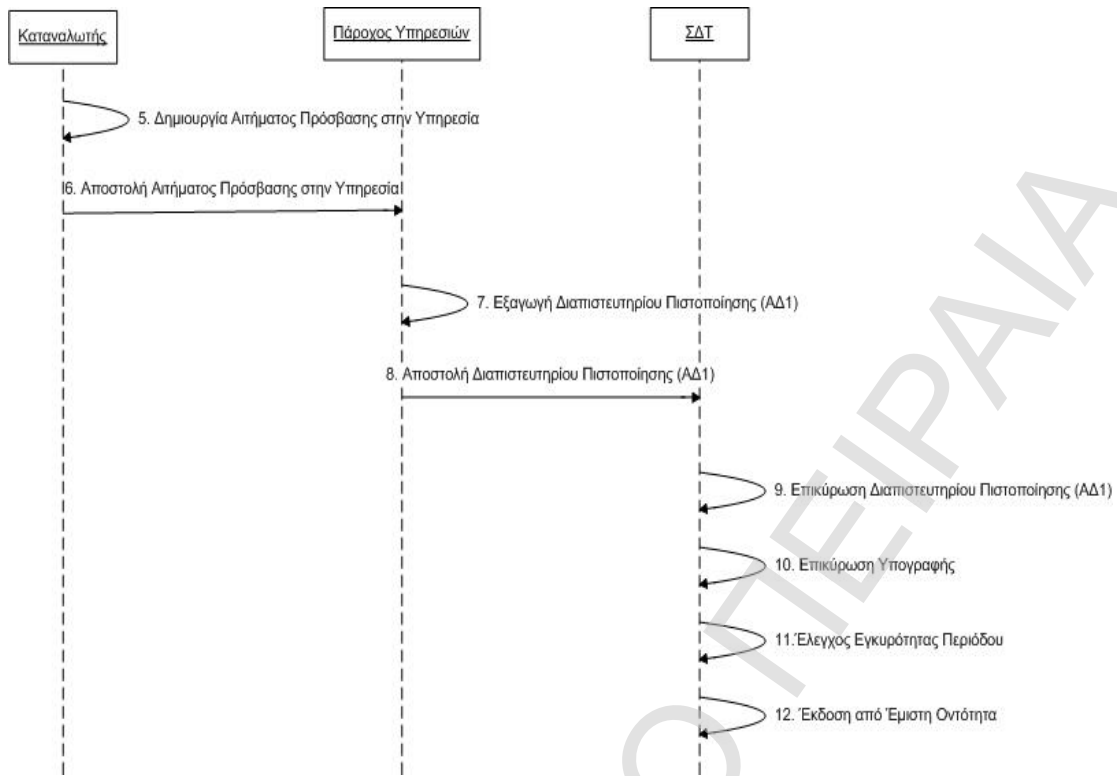 Καταναλωτής
Πάροχος Υπηρεσιών
ΣΔΤ
5. Δημιουργία Αιτήματος Πρόσβασης στην Υπηρεσία
6. Αποστολή Αιτήματος Πρόσβασης στην Υπηρεσία
7. Εξαγωγή Διαπιστευτηρίου Πιστοποίησης (ΑΔ1)
8. Αποστολή Διαπιστευτηρίου Πιστοποίησης (ΑΔ1)
9. Επικύρωση Διαπιστευτηρίου Πιστοποίησης (ΑΔ1)
10. Επικύρωση Υπογραφής
11.Έλεγχος Εγκυρότητας Περιόδου
12. Έκδοση από Έμιστη Οντότητα
Ο ΠΕΙΡΑΙΑ